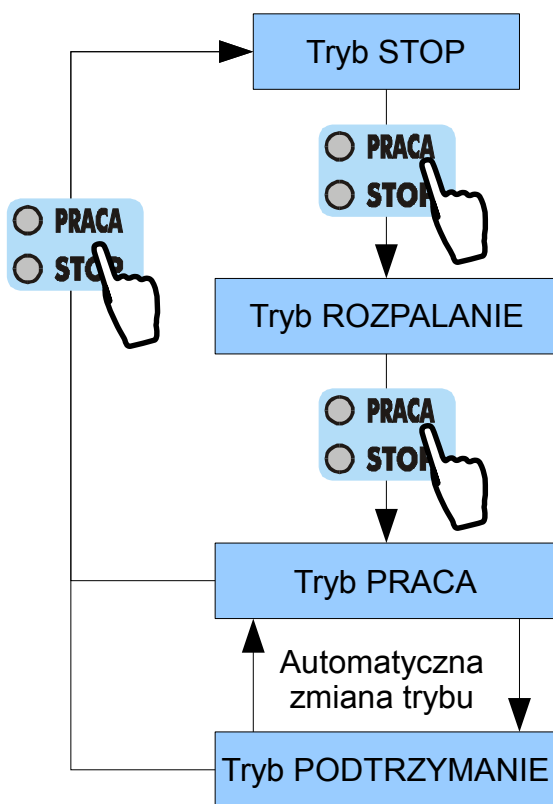 Tryb STOP
PRACA
STOP
PRACA
STOP
Tryb ROZPALANIE
PRACA
STOP
Tryb PRACA
Automatyczna
zmiana trybu
Tryb PODTRZYMANIE